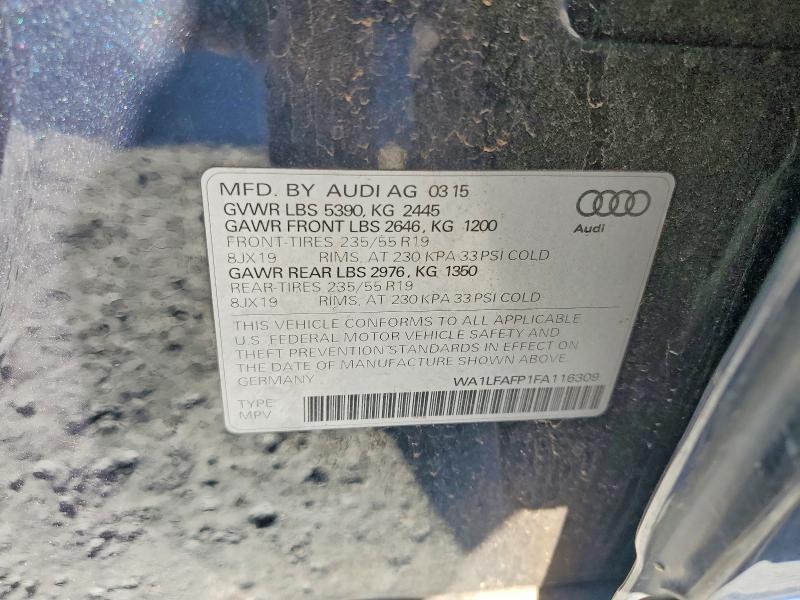 MFD. BY AUDI AG 03 15
GVWR LBS 5390, KG 2445
GAWR FRONT LBS 2646, KG 1200
FRONT-TIRES 235/55 R19
8JX19 RIMS, AT 230 KPA 33 PSI COLD
GAWR REAR LBS 2976, KG 1350
REAR-TIRES 235/55 R19
8JX19 RIMS, AT 230 KPA 33 PSI COLD
Audi
THIS VEHICLE CONFORMS TO ALL APPLICABLE
U.S. FEDERAL MOTOR VEHICLE SAFETY AND
THEFT PREVENTION STANDARDS IN EFFECT ON
THE DATE OF MANUFACTURE SHOWN ABOVE.
GERMANY WA1LFAFP1FA116309
TYPE
MPV